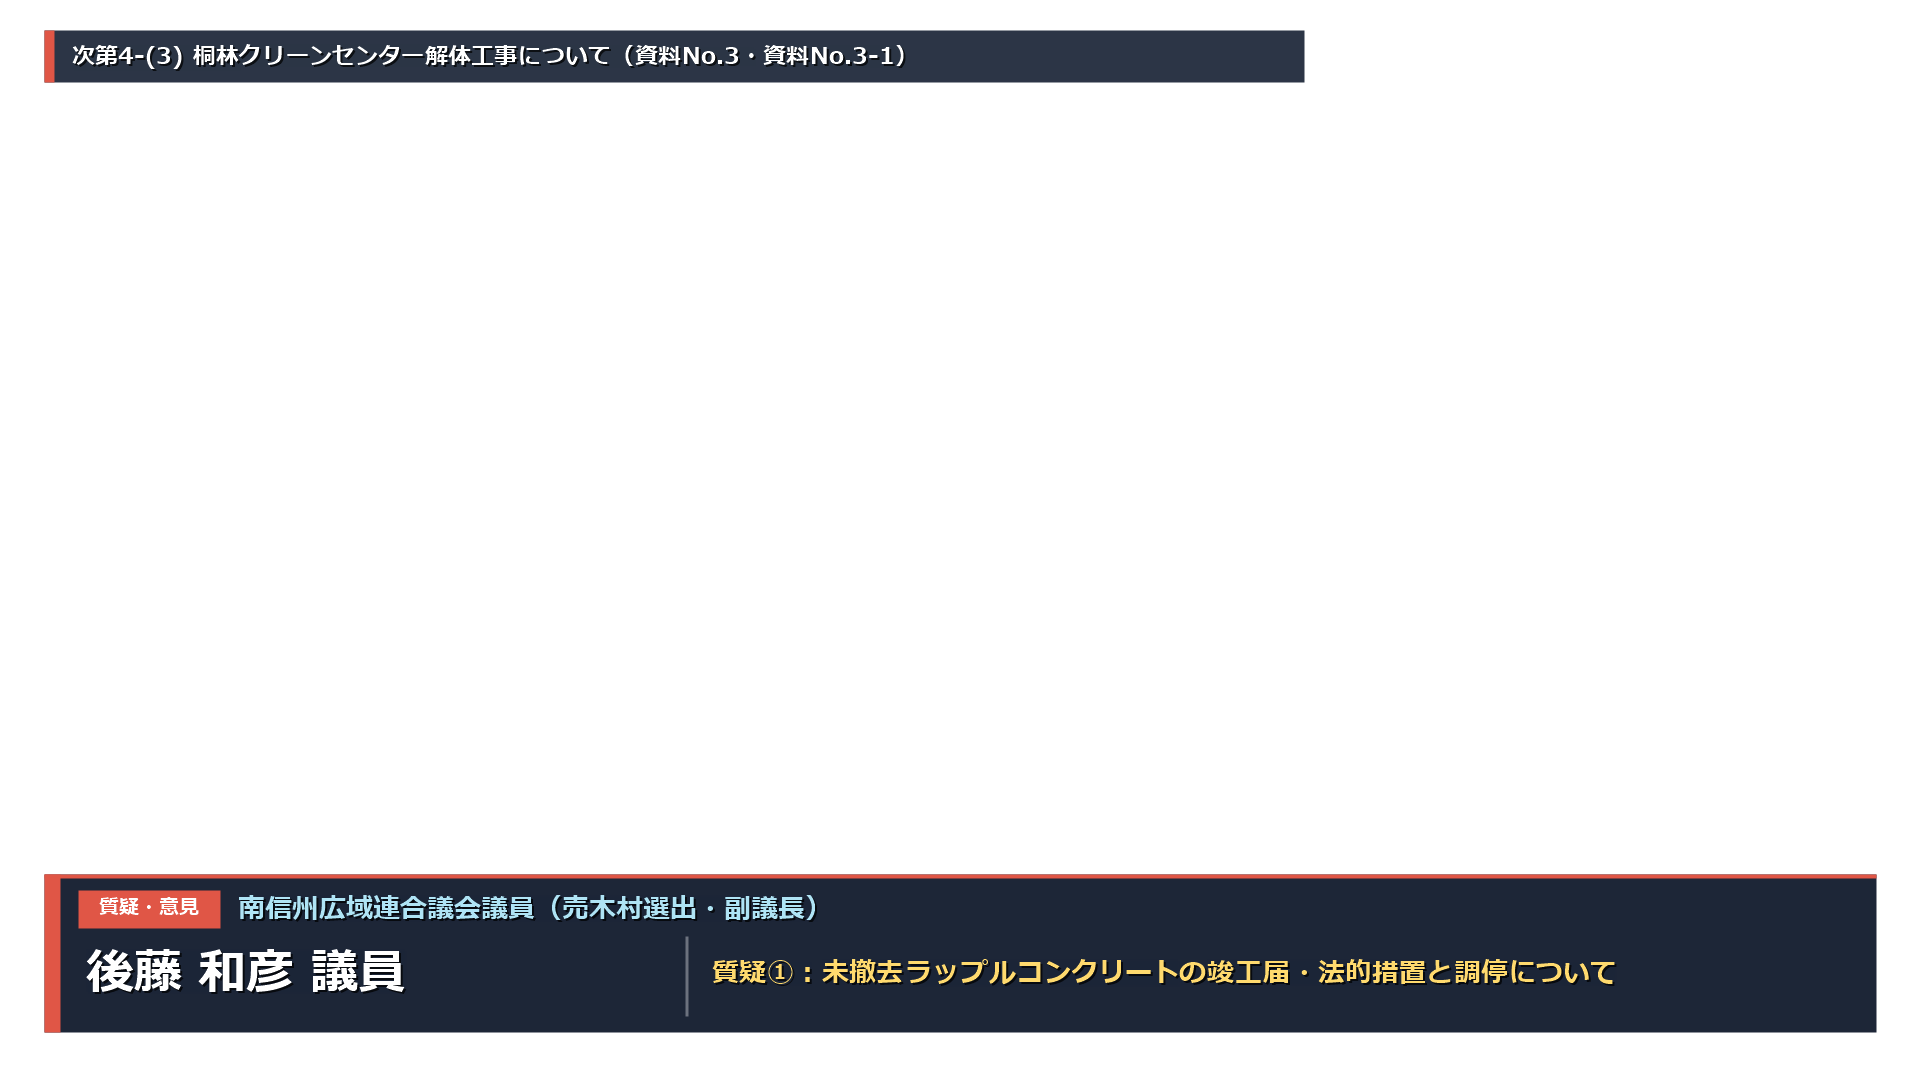 次第4-(3) 桐林クリーンセンター解体工事について（資料No.3・資料No.3-1）
質疑・意見
南信州広域連合議会議員（売木村選出・副議長）
後藤 和彦 議員
質疑①：未撤去ラップルコンクリートの竣工届・法的措置と調停について